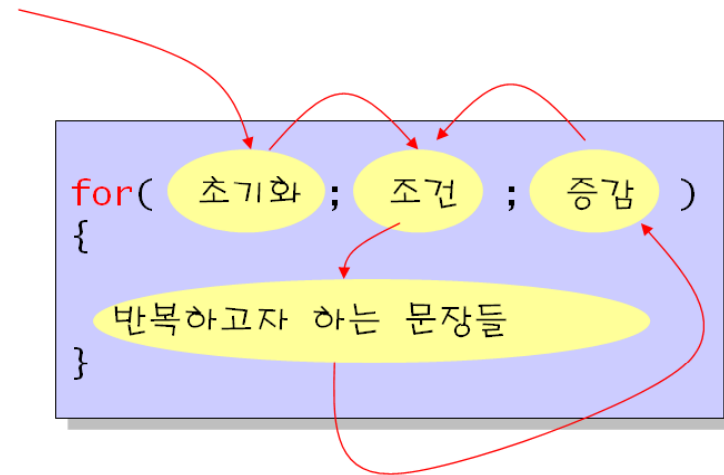 for( 초기화 ; 조건 ; 증감 )
{
반복하고자 하는 문장들
}